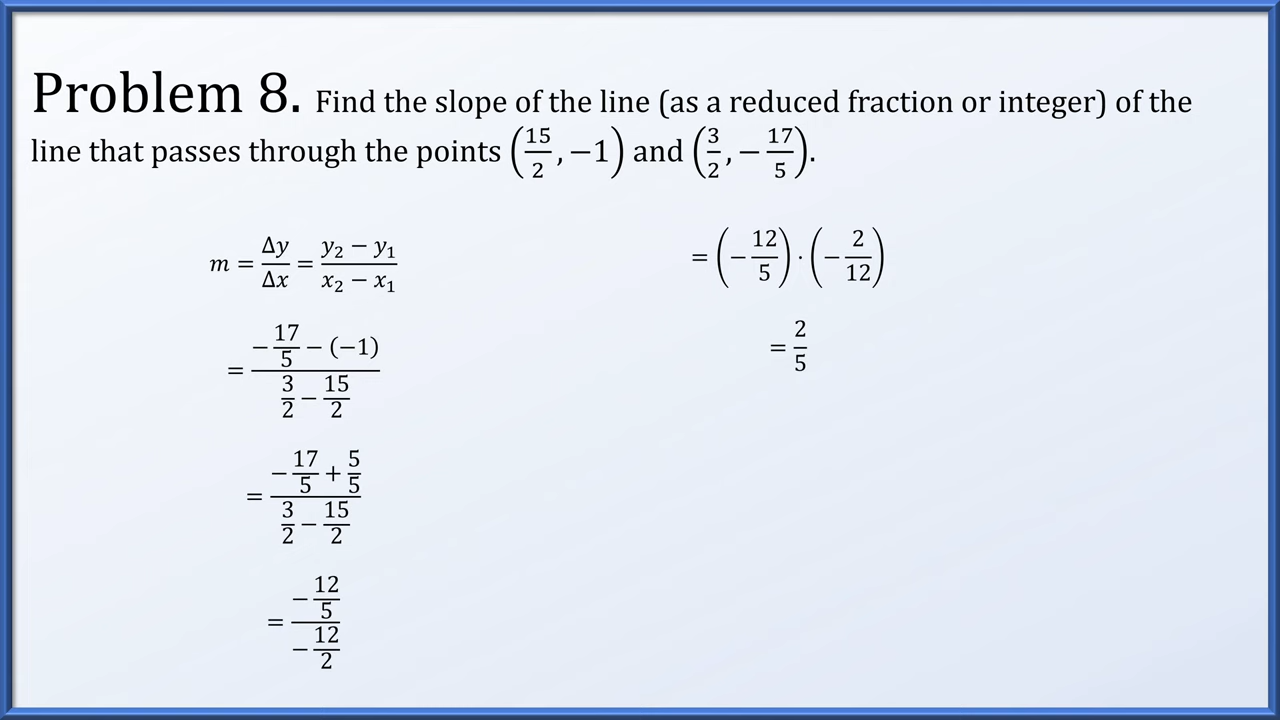 Problem 8. Find the slope of the line (as a reduced fraction or integer) of the
line that passes through the points (15/2, −1) and (3/2, −17/5).
m = Δy/Δx = (y₂ − y₁)/(x₂ − x₁)
= (−17/5 − (−1))/(3/2 − 15/2)
= (−17/5 + 5/5)/(3/2 − 15/2)
= (−12/5)/(−12/2)
= (−12/5) · (−2/12)
= 2/5